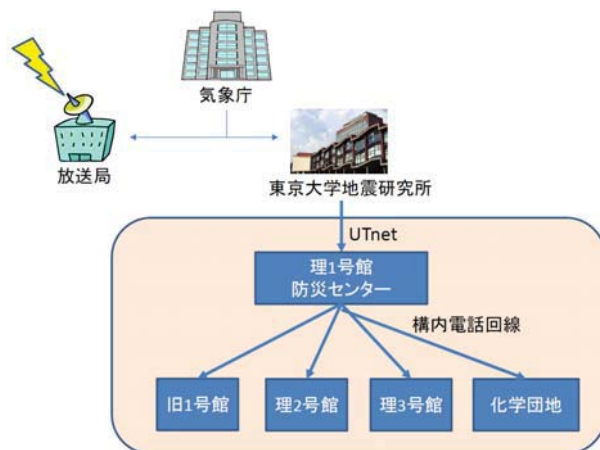 気象庁
放送局
東京大学地震研究所
UTnet
理1号館
防災センター
構内電話回線
旧1号館
理2号館
理3号館
化学団地